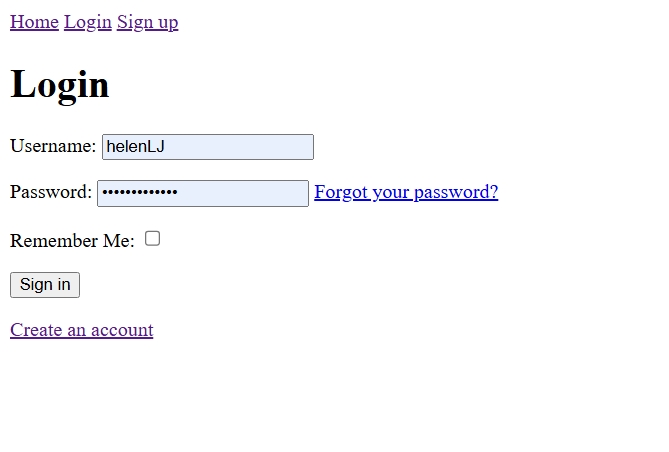 Home Login Sign up
Login
Username: helenLJ
Password: ••••••••••••• Forgot your password?
Remember Me:
Sign in
Create an account